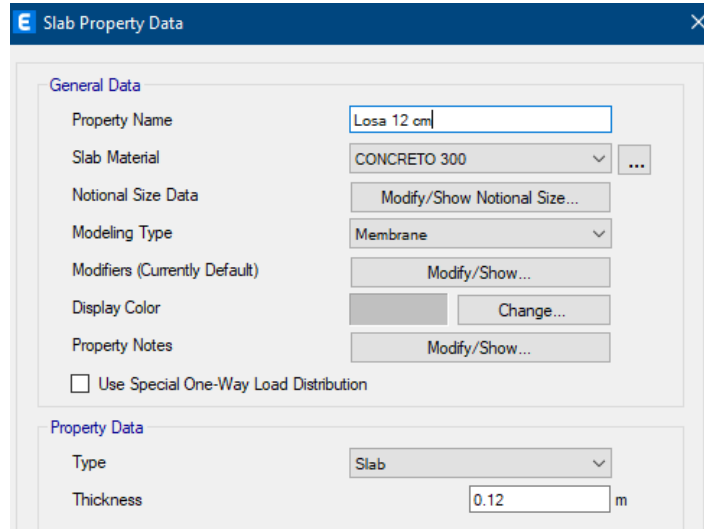 E Slab Property Data
General Data
Property Name Losa 12 cm
Slab Material CONCRETO 300 ...
Notional Size Data Modify/Show Notional Size...
Modeling Type Membrane
Modifiers (Currently Default) Modify/Show...
Display Color Change...
Property Notes Modify/Show...
Use Special One-Way Load Distribution
Property Data
Type Slab
Thickness 0.12 m